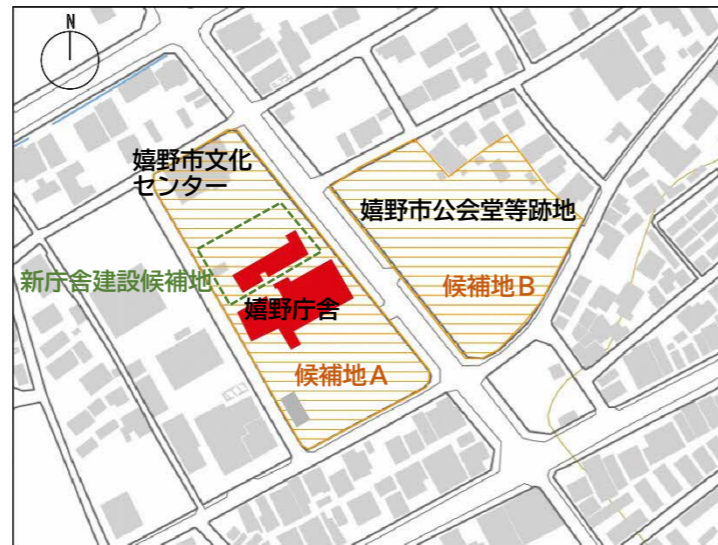 N
嬉野市文化
センター
嬉野市公会堂等跡地
新庁舎建設候補地
候補地B
嬉野庁舎
候補地A